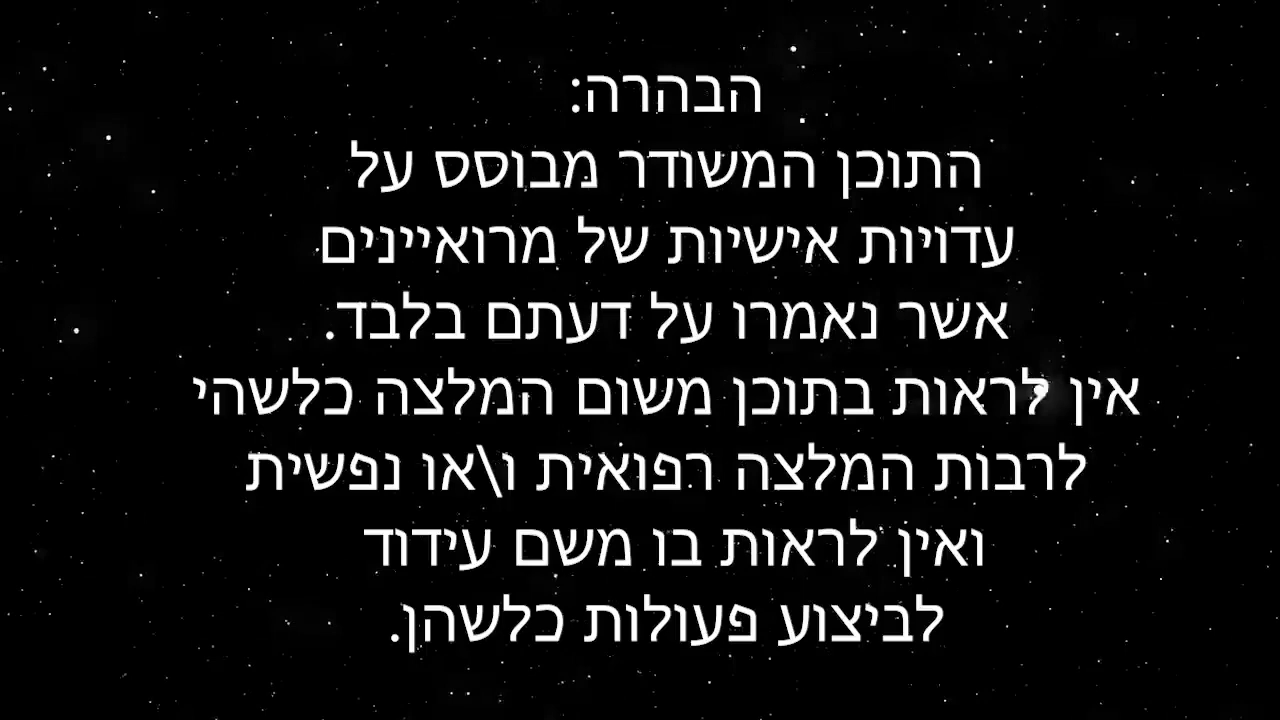 הבהרה:
התוכן המשודר מבוסס על
עדויות אישיות של מרואיינים
אשר נאמרו על דעתם בלבד.
אין לראות בתוכן משום המלצה כלשהי
לרבות המלצה רפואית ו\או נפשית
ואין לראות בו משם עידוד
לביצוע פעולות כלשהן.